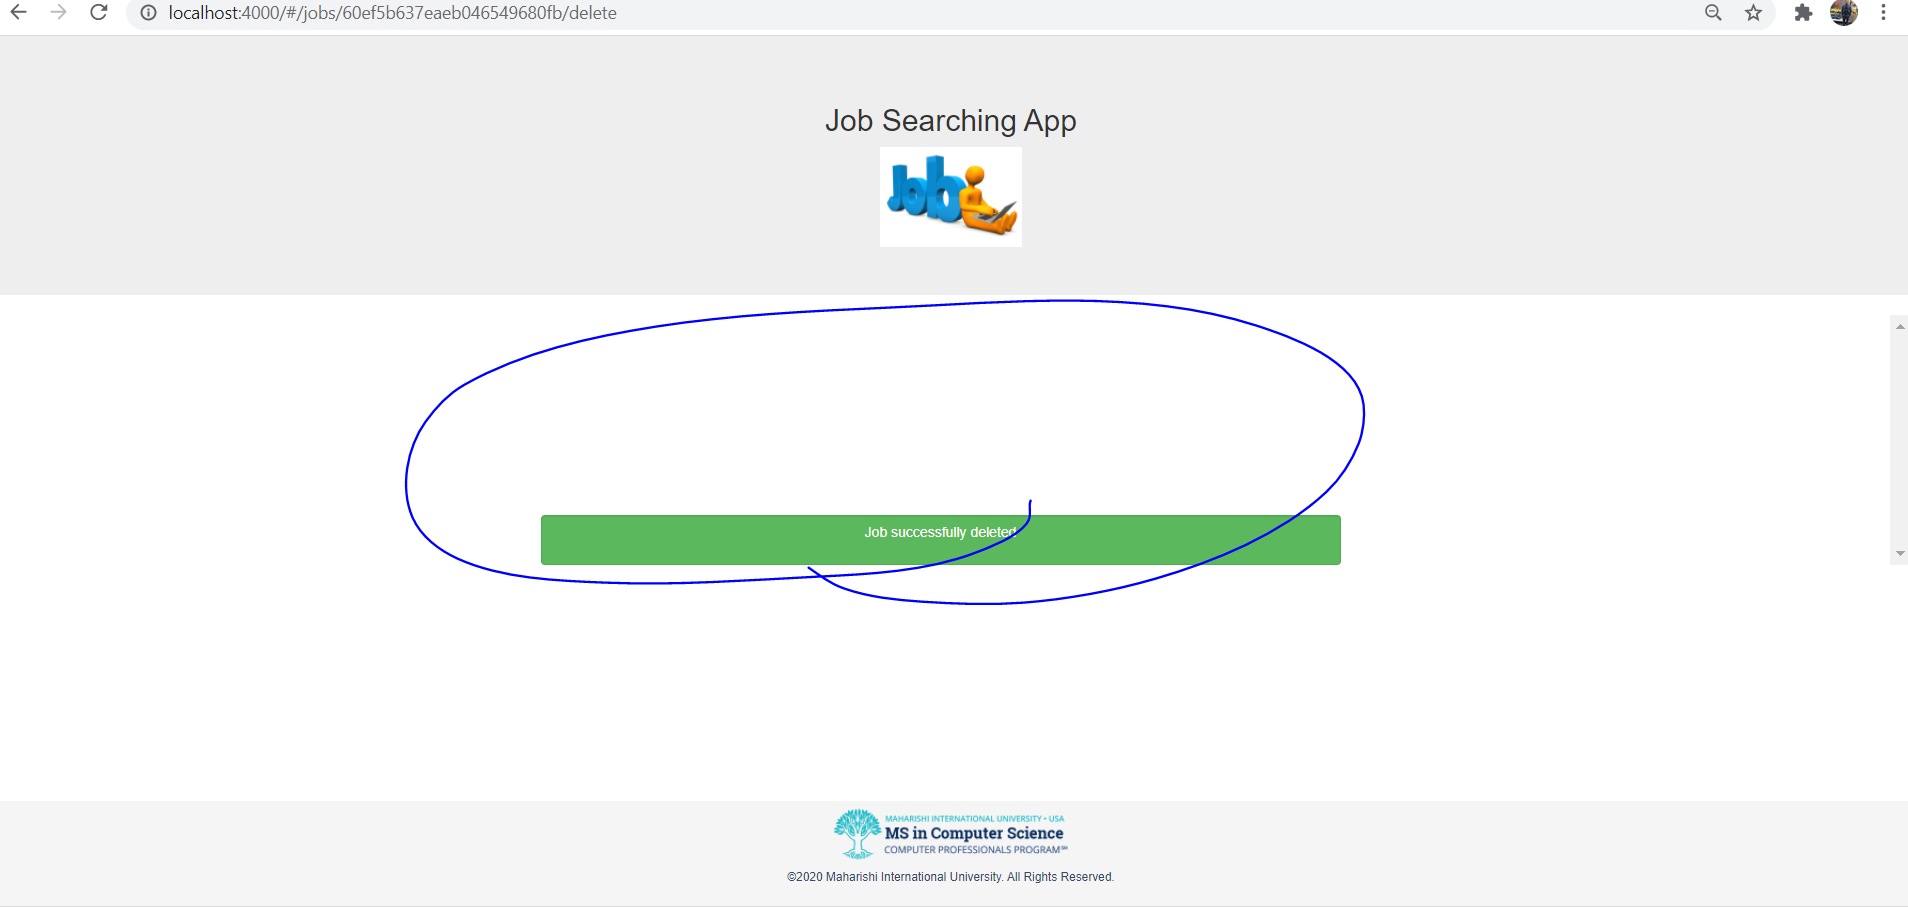 localhost:4000/#/jobs/60ef5b637eaeb046549680fb/delete
Job Searching App
Job
Job successfully deleted
MAHARISHI INTERNATIONAL UNIVERSITY • USA
MS in Computer Science
COMPUTER PROFESSIONALS PROGRAM℠
©2020 Maharishi International University. All Rights Reserved.